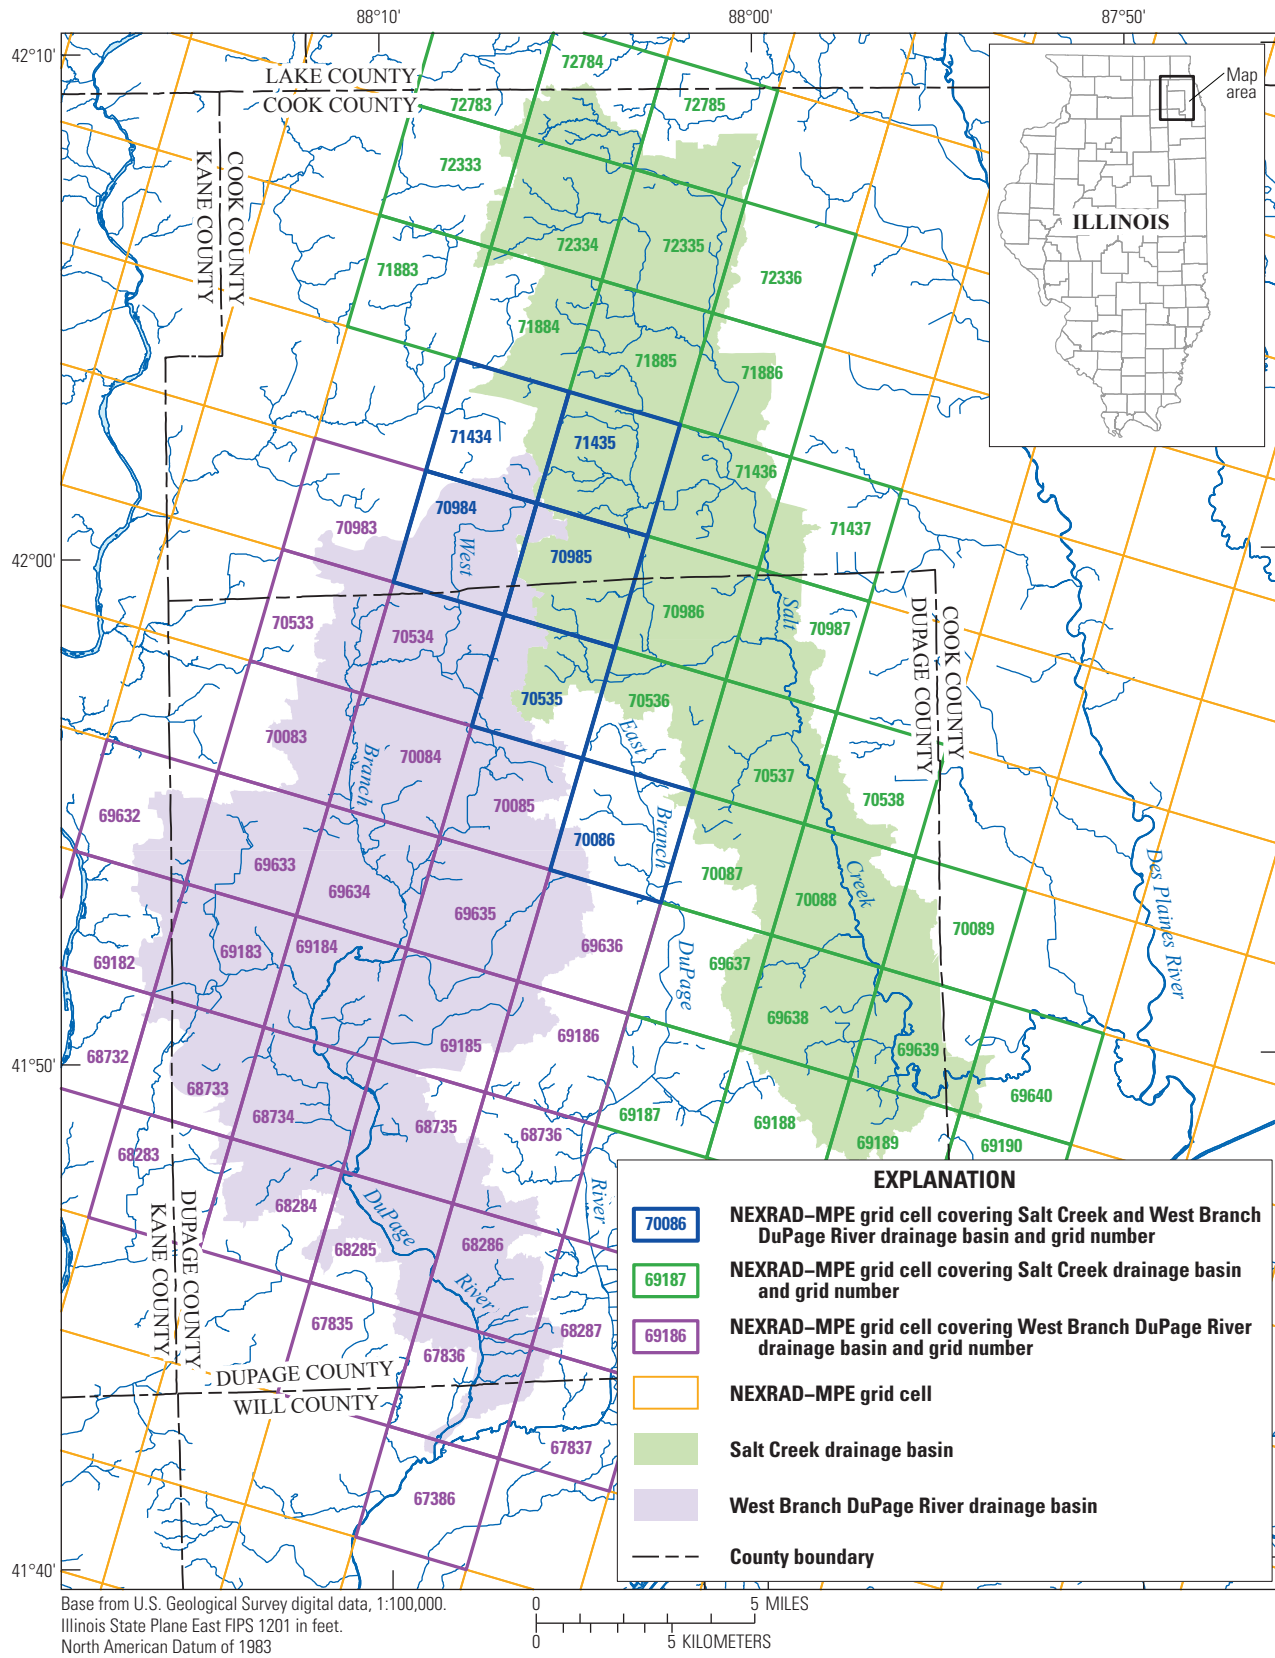 88°10'
88°00'
87°50'
42°10'
LAKE COUNTY
COOK COUNTY
72784
72783
72785
Map
area
COOK COUNTY
KANE COUNTY
72333
ILLINOIS
72334
72335
72336
71883
71884
71885
71886
71434
71435
71436
70984
70983
71437
42°00'
West
70985
70986
Salt
70987
COOK COUNTY
DUPAGE COUNTY
70533
70534
70535
70536
East
70083
70084
Branch
70537
70538
70085
69632
70086
Branch
69633
69634
70087
70088
Creek
Des Plaines River
69635
70089
69636
69182
69183
69184
DuPage
69637
69638
69639
69185
69186
68732
41°50'
68733
68734
68735
68736
69187
69188
69189
69190
69640
68283
DUPAGE COUNTY
KANE COUNTY
68284
68285
DuPage
68286
River
River
67835
67836
68287
DUPAGE COUNTY
WILL COUNTY
67837
67386
41°40'
EXPLANATION
70086
NEXRAD–MPE grid cell covering Salt Creek and West Branch
DuPage River drainage basin and grid number
69187
NEXRAD–MPE grid cell covering Salt Creek drainage basin
and grid number
69186
NEXRAD–MPE grid cell covering West Branch DuPage River
drainage basin and grid number
NEXRAD–MPE grid cell
Salt Creek drainage basin
West Branch DuPage River drainage basin
County boundary
Base from U.S. Geological Survey digital data, 1:100,000.
Illinois State Plane East FIPS 1201 in feet.
North American Datum of 1983
0 5 MILES
0 5 KILOMETERS